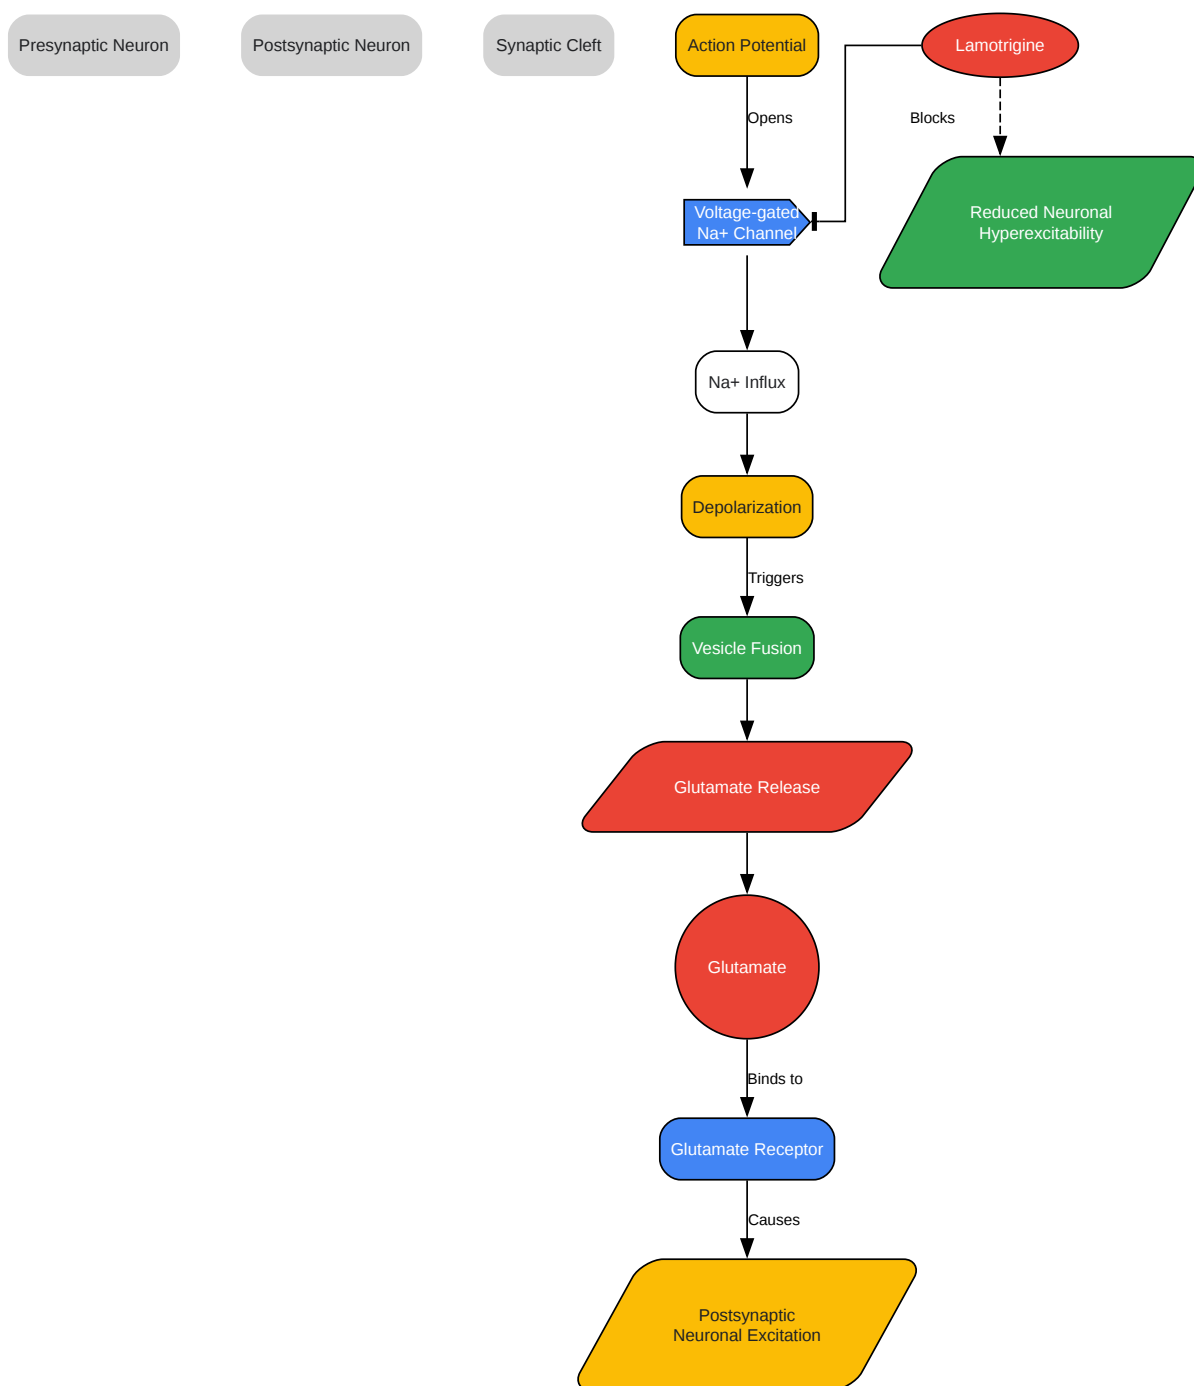 Presynaptic Neuron
Postsynaptic Neuron
Synaptic Cleft
Action Potential
Lamotrigine
Opens
Blocks
Voltage-gated
Na+ Channel
Reduced Neuronal
Hyperexcitability
Na+ Influx
Depolarization
Triggers
Vesicle Fusion
Glutamate Release
Glutamate
Binds to
Glutamate Receptor
Causes
Postsynaptic
Neuronal Excitation